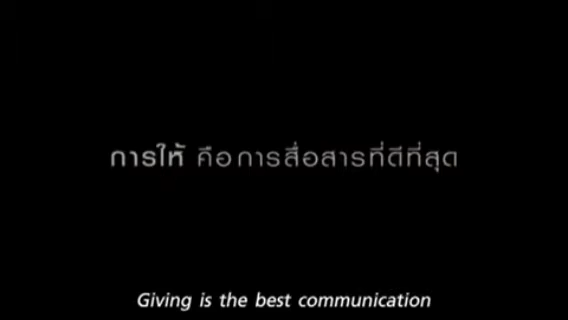 การให้ คือการสื่อสารที่ดีที่สุด
Giving is the best communication